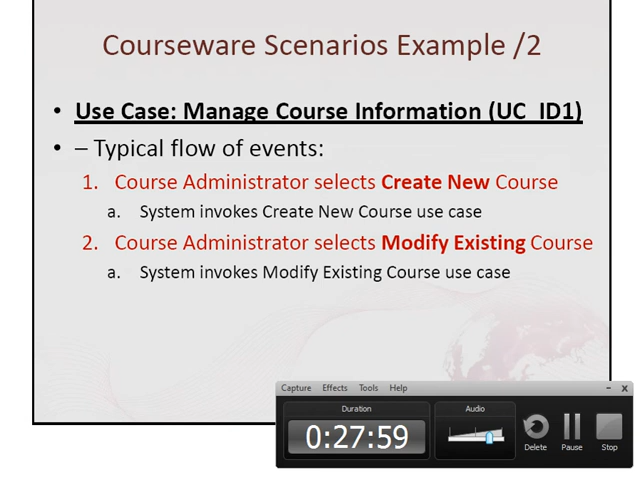 Courseware Scenarios Example /2
• Use Case: Manage Course Information (UC_ID1)
• – Typical flow of events:
1. Course Administrator selects Create New Course
a. System invokes Create New Course use case
2. Course Administrator selects Modify Existing Course
a. System invokes Modify Existing Course use case
Capture Effects Tools Help – x
Duration Audio
0:27:59
Delete Pause Stop